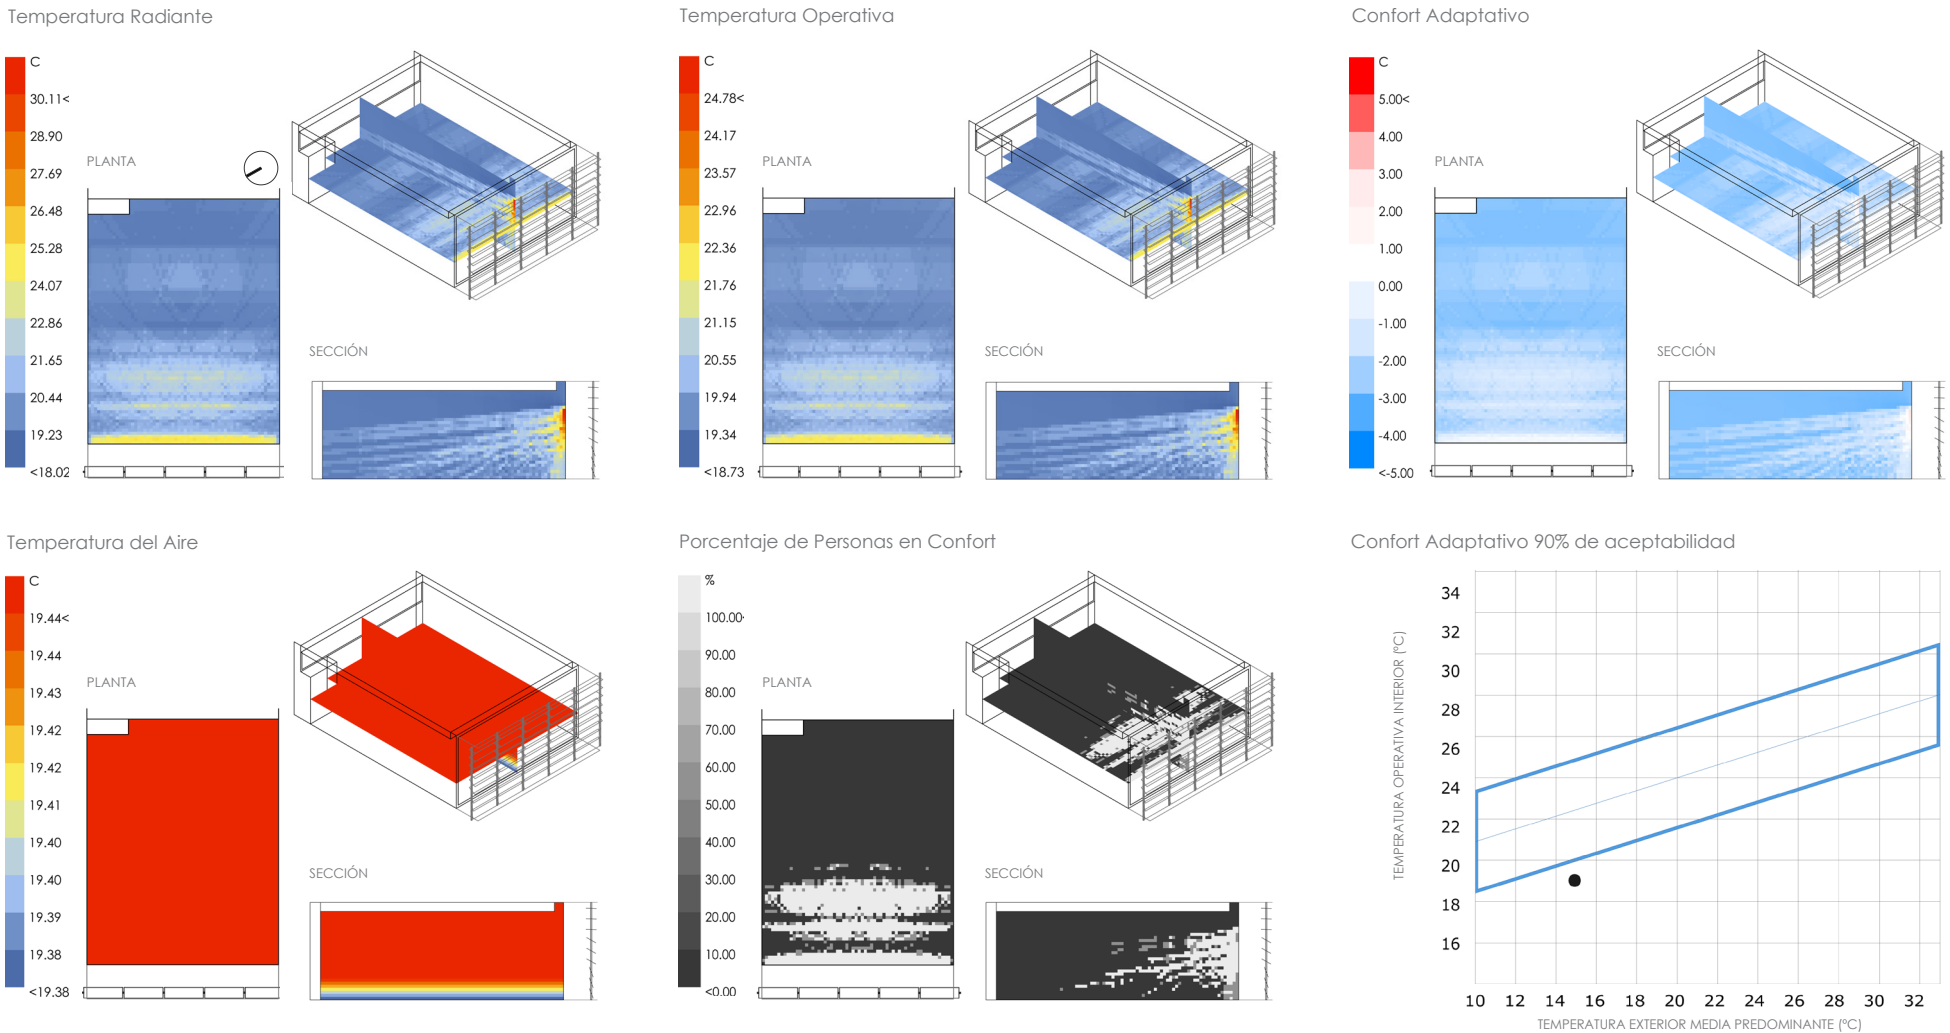 Temperatura Radiante
C
30.11<
28.90
27.69
26.48
25.28
24.07
22.86
21.65
20.44
19.23
<18.02
PLANTA
SECCIÓN
Temperatura Operativa
C
24.78<
24.17
23.57
22.96
22.36
21.76
21.15
20.55
19.94
19.34
<18.73
PLANTA
SECCIÓN
Confort Adaptativo
C
5.00<
4.00
3.00
2.00
1.00
0.00
-1.00
-2.00
-3.00
-4.00
<-5.00
PLANTA
SECCIÓN
Temperatura del Aire
C
19.44<
19.44
19.43
19.42
19.42
19.41
19.40
19.40
19.39
19.38
<19.38
PLANTA
SECCIÓN
Porcentaje de Personas en Confort
%
100.00
90.00
80.00
70.00
60.00
50.00
40.00
30.00
20.00
10.00
<0.00
PLANTA
SECCIÓN
Confort Adaptativo 90% de aceptabilidad
TEMPERATURA OPERATIVA INTERIOR (ºC)
34
32
30
28
26
24
22
20
18
16
10 12 14 16 18 20 22 24 26 28 30 32
TEMPERATURA EXTERIOR MEDIA PREDOMINANTE (ºC)